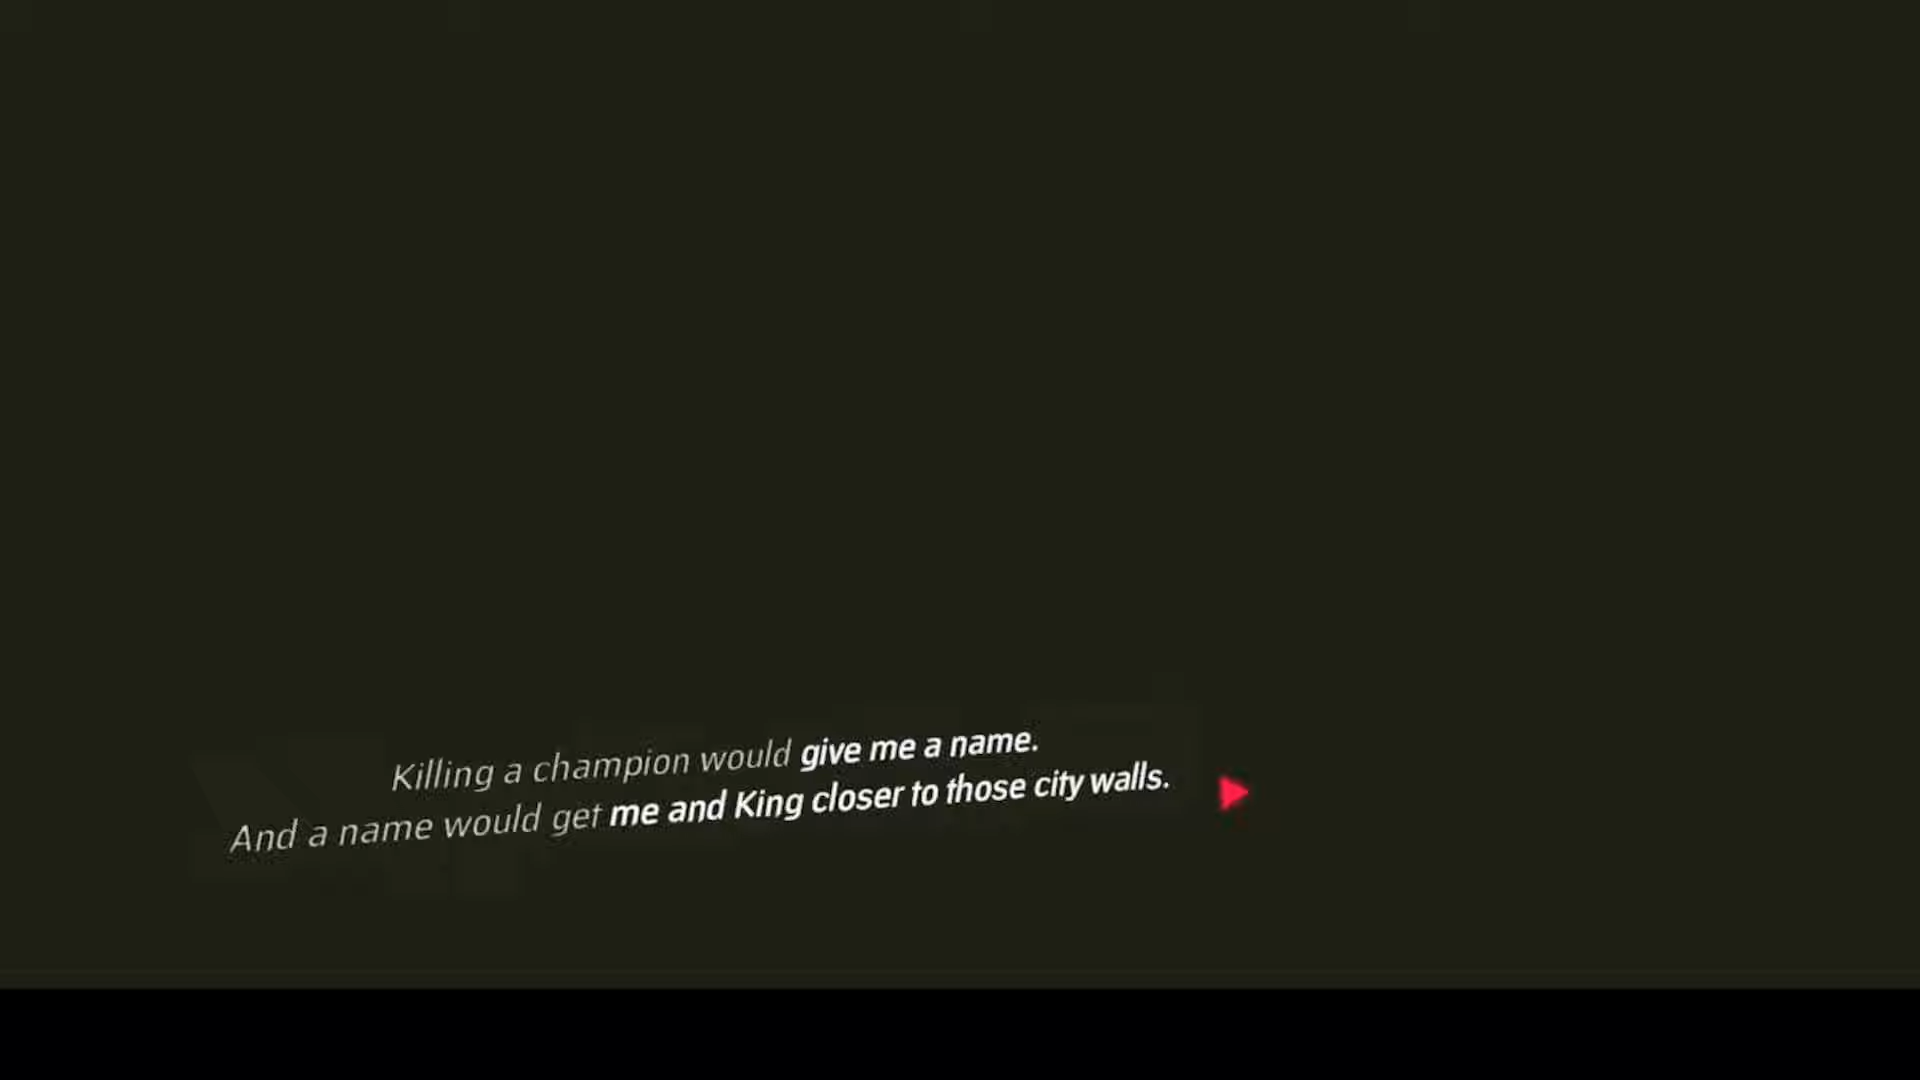 Killing a champion would give me a name.
And a name would get me and King closer to those city walls.